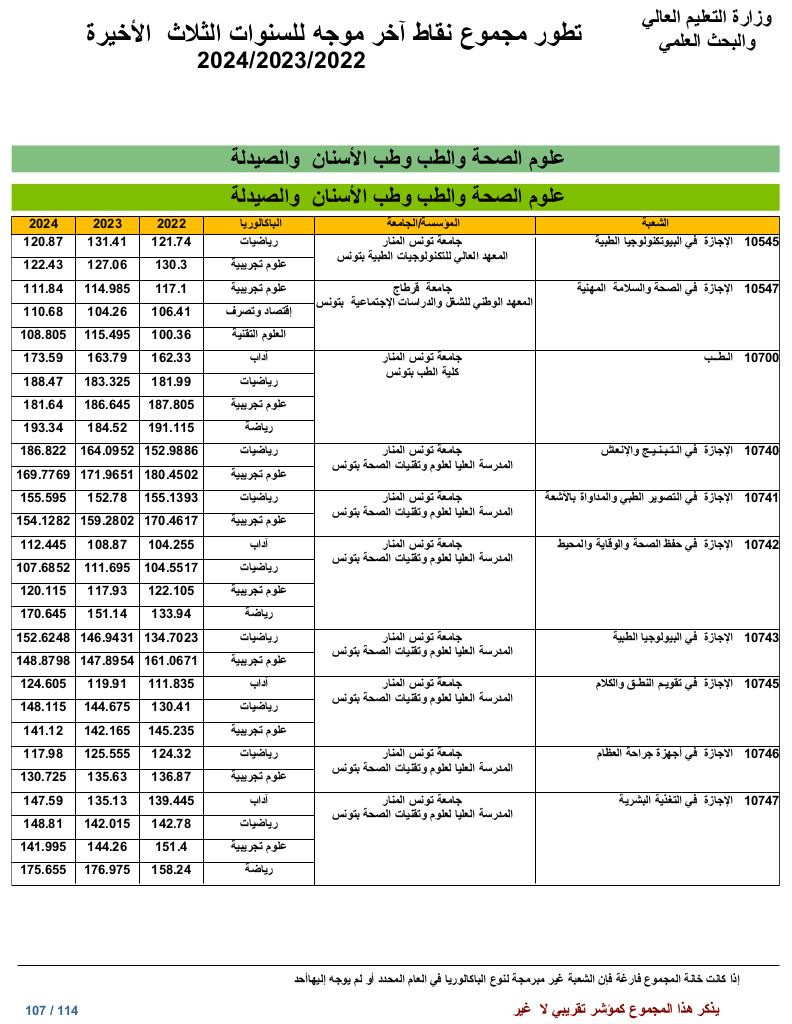 وزارة التعليم العالي
والبحث العلمي
تطور مجموع نقاط آخر موجه للسنوات الثلاث الأخيرة
2024/2023/2022
علوم الصحة والطب وطب الأسنان والصيدلة
علوم الصحة والطب وطب الأسنان والصيدلة
الشعبة المؤسسة/الجامعة الباكالوريا 2022 2023 2024
10545 الإجازة في البيوتكنولوجيا الطبية جامعة تونس المنار رياضيات 121.74 131.41 120.87
المعهد العالي للتكنولوجيات الطبية بتونس
علوم تجريبية 130.3 127.06 122.43
10547 الإجازة في الصحة والسلامة المهنية جامعة قرطاج علوم تجريبية 117.1 114.985 111.84
المعهد الوطني للشغل والدراسات الإجتماعية بتونس
إقتصاد وتصرف 106.41 104.26 110.68
العلوم التقنية 100.36 115.495 108.805
10700 الطـب جامعة تونس المنار آداب 162.33 163.79 173.59
كلية الطب بتونس
رياضيات 181.99 183.325 188.47
علوم تجريبية 187.805 186.645 181.64
رياضة 191.115 184.52 193.34
10740 الإجازة في التـبـنـيـج والإنعاش جامعة تونس المنار رياضيات 152.9886 164.0952 186.822
المدرسة العليا لعلوم وتقنيات الصحة بتونس
علوم تجريبية 180.4502 171.9651 169.7769
10741 الإجازة في التصوير الطبي والمداواة بالأشعة جامعة تونس المنار رياضيات 155.1393 152.78 155.595
المدرسة العليا لعلوم وتقنيات الصحة بتونس
علوم تجريبية 170.4617 159.2802 154.1282
10742 الإجازة في حفظ الصحة والوقاية والمحيط جامعة تونس المنار آداب 104.255 108.87 112.445
المدرسة العليا لعلوم وتقنيات الصحة بتونس
رياضيات 104.5517 111.695 107.6852
علوم تجريبية 122.105 117.93 120.115
رياضة 133.94 151.14 170.645
10743 الإجازة في البيولوجيا الطبية جامعة تونس المنار رياضيات 134.7023 146.9431 152.6248
المدرسة العليا لعلوم وتقنيات الصحة بتونس
علوم تجريبية 161.0671 147.8954 148.8798
10745 الإجازة في تقويـم النطـق والكلام جامعة تونس المنار آداب 111.835 119.91 124.605
المدرسة العليا لعلوم وتقنيات الصحة بتونس
رياضيات 130.41 144.675 148.115
علوم تجريبية 145.235 142.165 141.12
10746 الاجازة في أجهزة جراحة العظام جامعة تونس المنار رياضيات 124.32 125.555 117.98
المدرسة العليا لعلوم وتقنيات الصحة بتونس
علوم تجريبية 136.87 135.63 130.725
10747 الإجازة في التغذية البشرية جامعة تونس المنار آداب 139.445 135.13 147.59
المدرسة العليا لعلوم وتقنيات الصحة بتونس
رياضيات 142.78 142.015 148.81
علوم تجريبية 151.4 144.26 141.995
رياضة 158.24 176.975 175.655
إذا كانت خانة المجموع فارغة فإن الشعبة غير مبرمجة لنوع الباكالوريا في العام المحدد أو لم يوجه إليهاأحد
يذكر هذا المجموع كمؤشر تقريبي لا غير
107 / 114